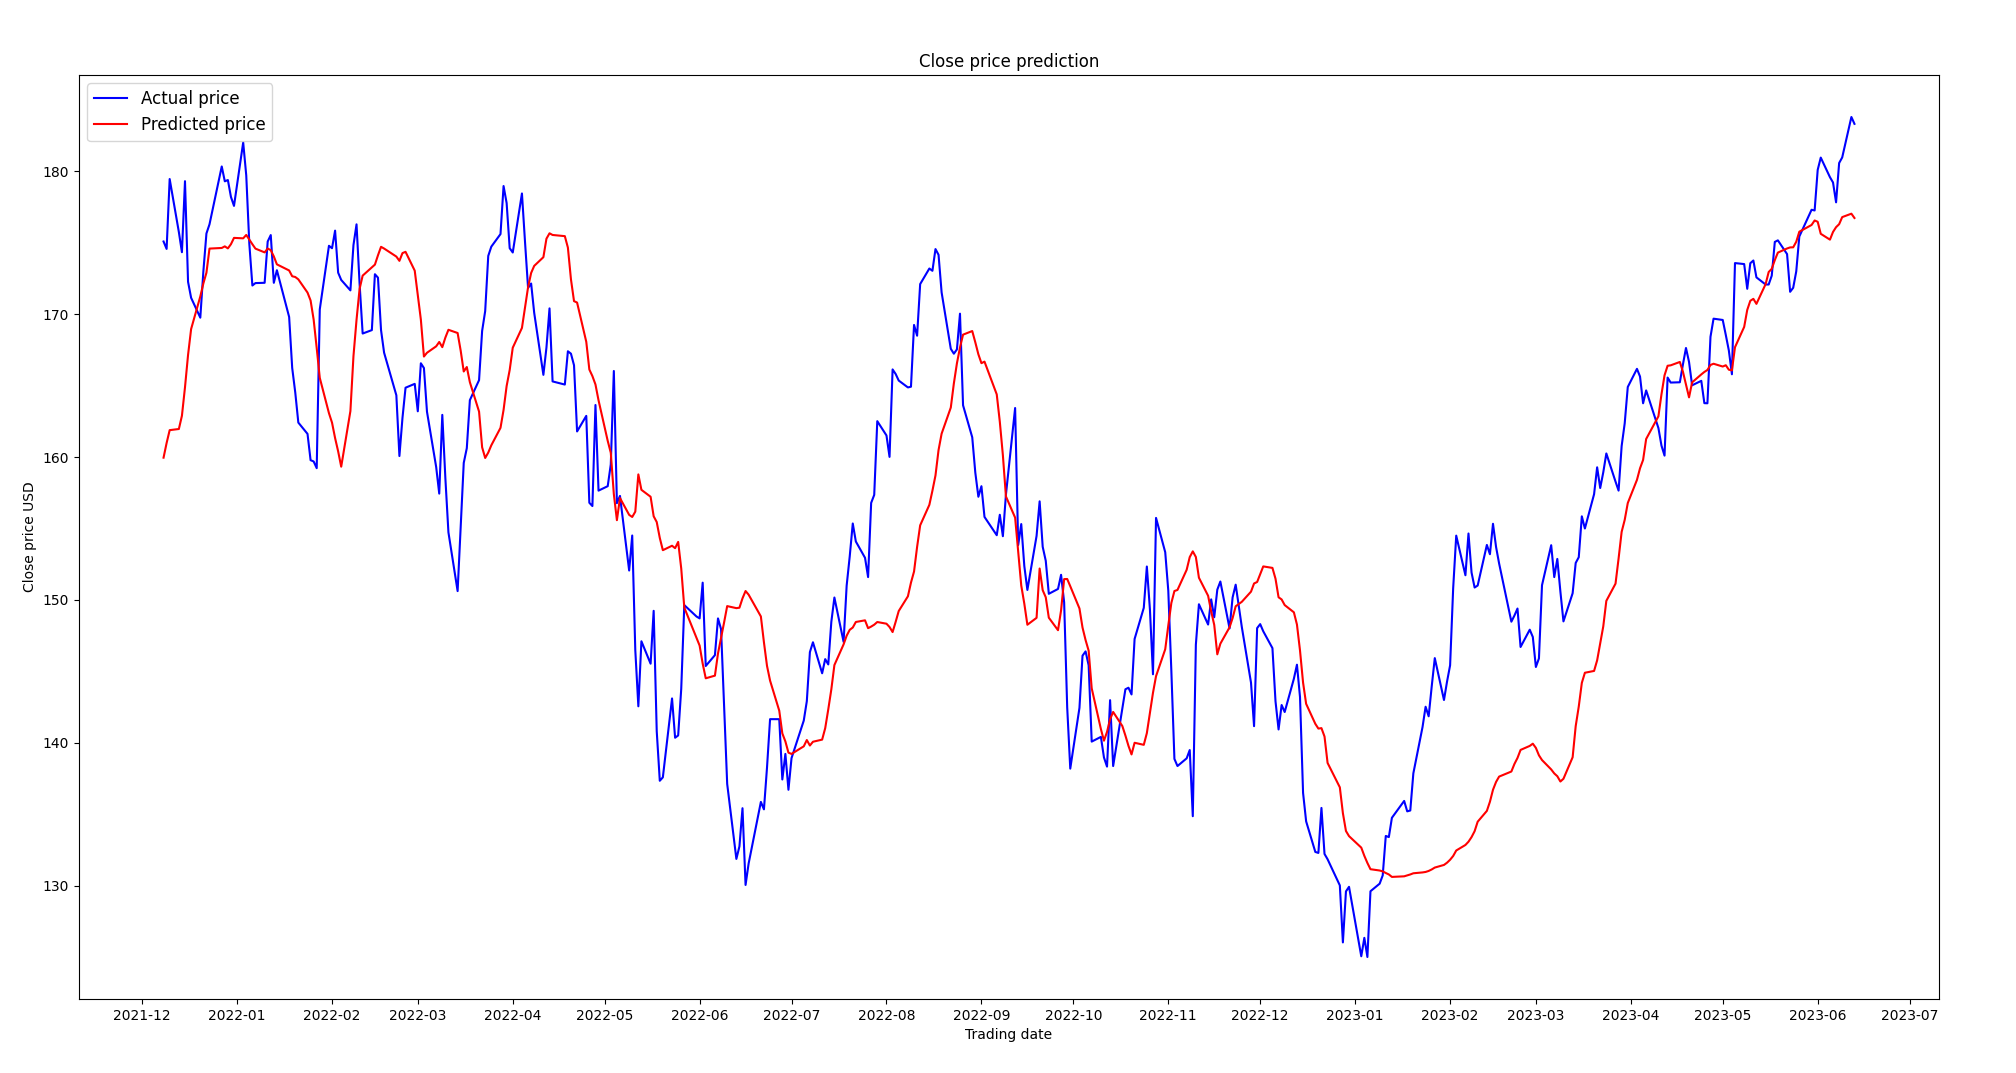 Close price prediction
Actual price
Predicted price
180
170
160
150
140
130
Close price USD
2021-12 2022-01 2022-02 2022-03 2022-04 2022-05 2022-06 2022-07 2022-08 2022-09 2022-10 2022-11 2022-12 2023-01 2023-02 2023-03 2023-04 2023-05 2023-06 2023-07
Trading date